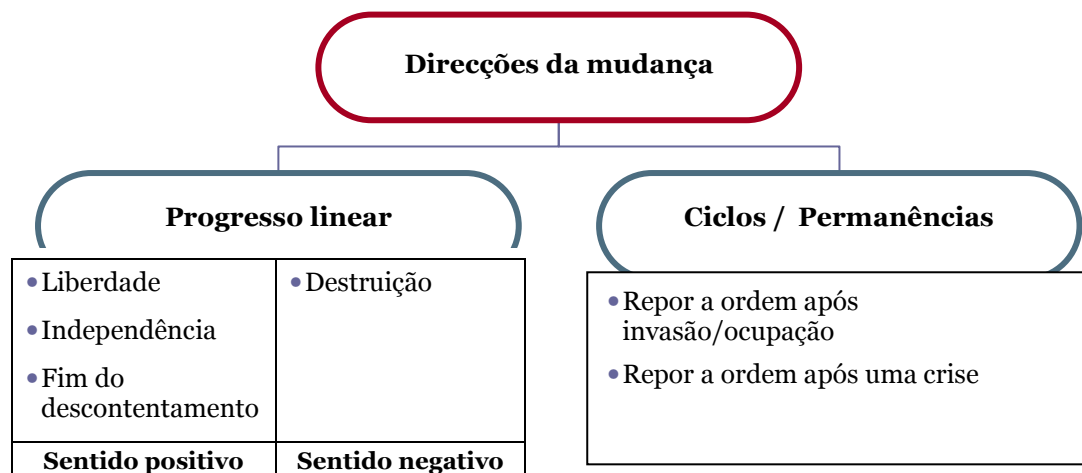 Direcções da mudança
Progresso linear
Ciclos / Permanências
• Liberdade
• Independência
• Fim do
descontentamento
• Destruição
Sentido positivo
Sentido negativo
• Repor a ordem após
invasão/ocupação
• Repor a ordem após uma crise